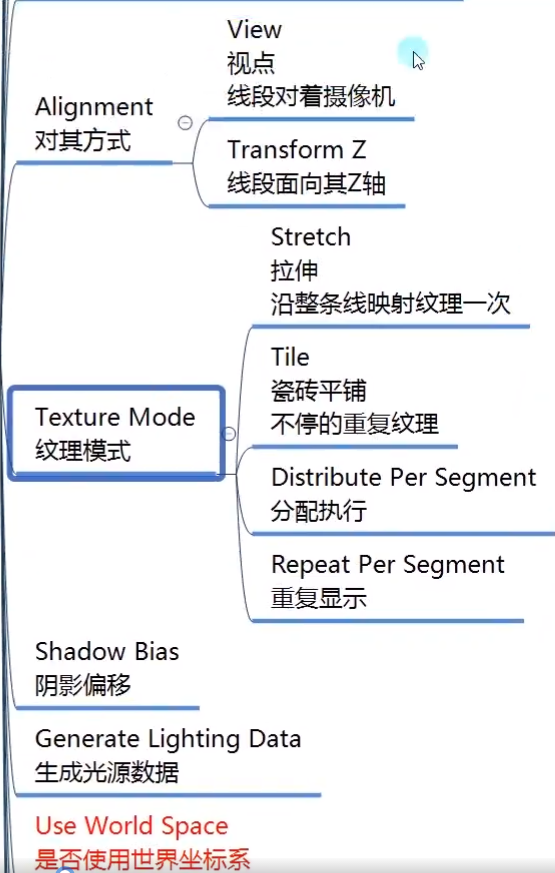 Alignment
对其方式
View
视点
线段对着摄像机
Transform Z
线段面向其Z轴
Texture Mode
纹理模式
Stretch
拉伸
沿整条线映射纹理一次
Tile
瓷砖平铺
不停的重复纹理
Distribute Per Segment
分配执行
Repeat Per Segment
重复显示
Shadow Bias
阴影偏移
Generate Lighting Data
生成光源数据
Use World Space
是否使用世界坐标系